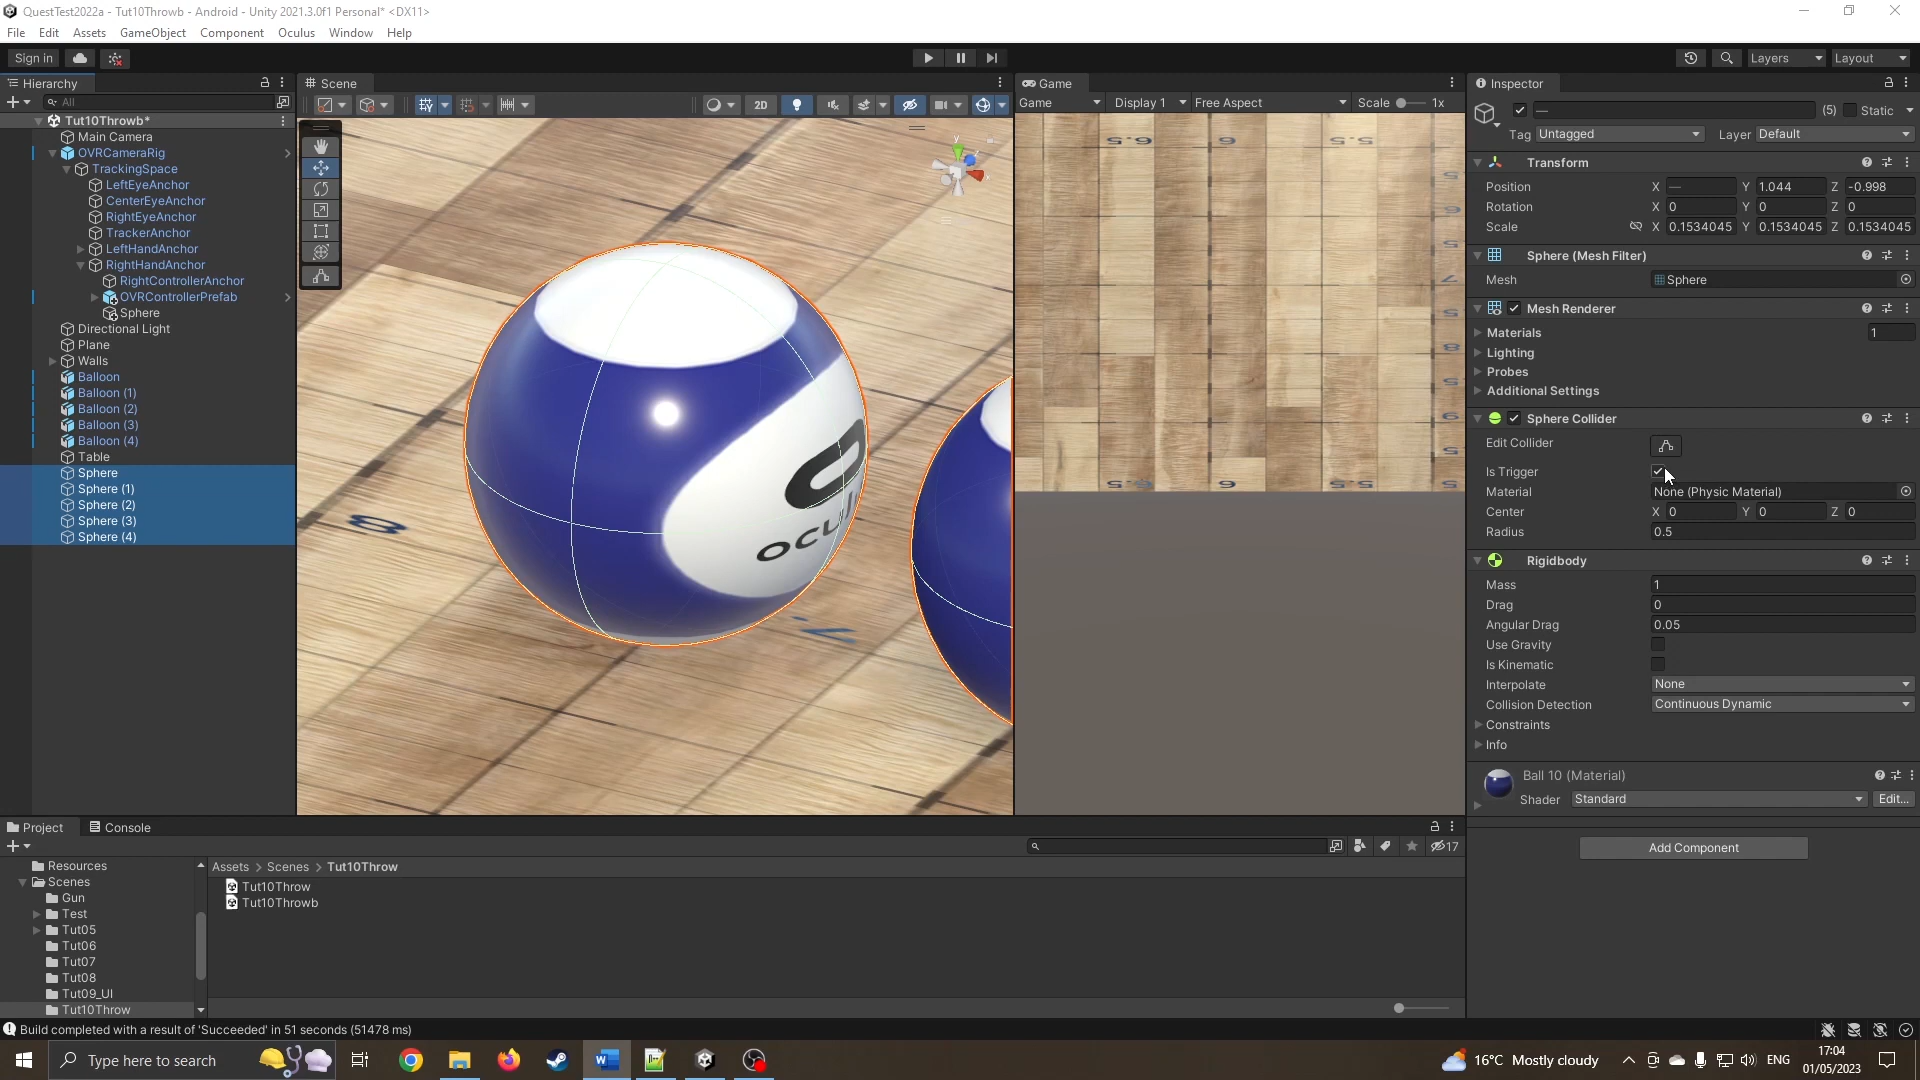 QuestTest2022a - Tut10Throwb - Android - Unity 2021.3.0f1 Personal* <DX11>
File Edit Assets GameObject Component Oculus Window Help
Sign in
Layers
Layout
Hierarchy
All
Tut10Throwb*
Main Camera
OVRCameraRig
TrackingSpace
LeftEyeAnchor
CenterEyeAnchor
RightEyeAnchor
TrackerAnchor
LeftHandAnchor
RightHandAnchor
RightControllerAnchor
OVRControllerPrefab
Sphere
Directional Light
Plane
Walls
Balloon
Balloon (1)
Balloon (2)
Balloon (3)
Balloon (4)
Table
Sphere
Sphere (1)
Sphere (2)
Sphere (3)
Sphere (4)
Scene
2D
y
x
8
Game
Game Display 1 Free Aspect Scale 1x
Inspector
— (5) Static
Tag Untagged Layer Default
Transform
Position X — Y 1.044 Z -0.998
Rotation X 0 Y 0 Z 0
Scale X 0.1534045 Y 0.1534045 Z 0.1534045
Sphere (Mesh Filter)
Mesh Sphere
Mesh Renderer
Materials 1
Lighting
Probes
Additional Settings
Sphere Collider
Edit Collider
Is Trigger
Material None (Physic Material)
Center X 0 Y 0 Z 0
Radius 0.5
Rigidbody
Mass 1
Drag 0
Angular Drag 0.05
Use Gravity
Is Kinematic
Interpolate None
Collision Detection Continuous Dynamic
Constraints
Info
Ball 10 (Material)
Shader Standard Edit...
Add Component
Project Console
17
Resources
Scenes
Gun
Test
Tut05
Tut06
Tut07
Tut08
Tut09_UI
Tut10Throw
Assets > Scenes > Tut10Throw
Tut10Throw
Tut10Throwb
Build completed with a result of 'Succeeded' in 51 seconds (51478 ms)
Type here to search
16°C Mostly cloudy
ENG
17:04
01/05/2023